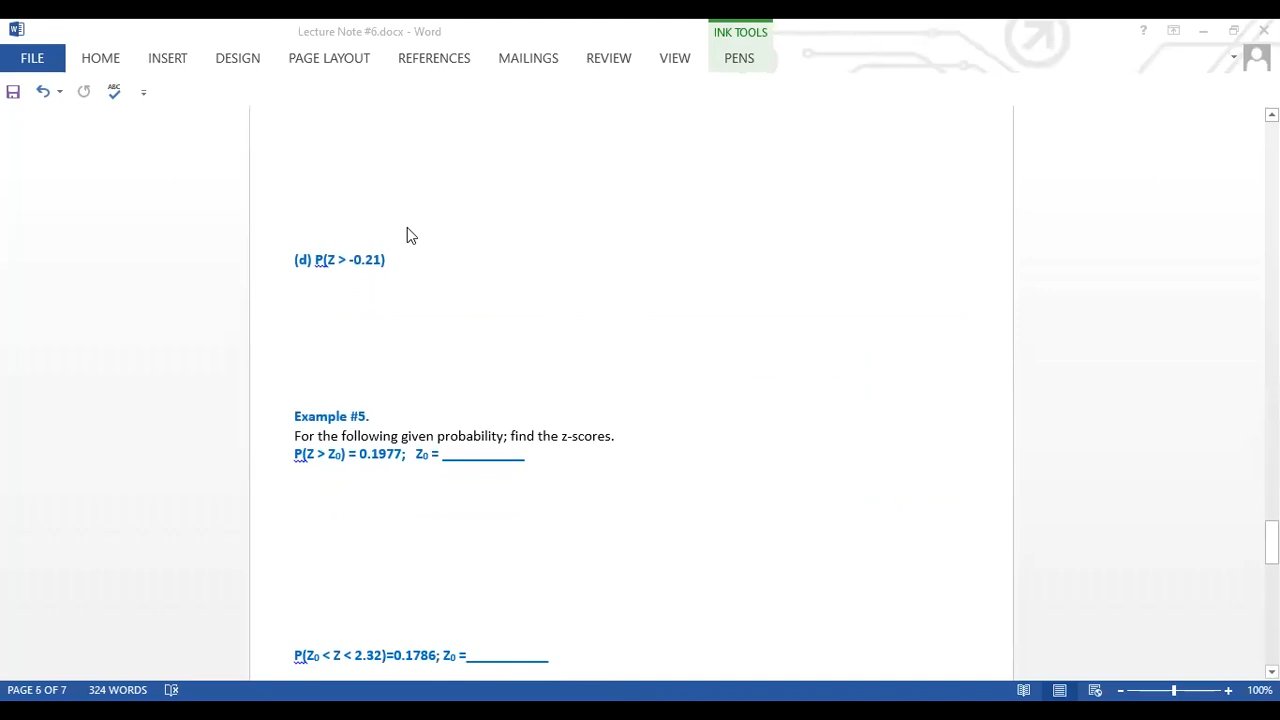 Lecture Note #6.docx - Word
INK TOOLS
?
FILE HOME INSERT DESIGN PAGE LAYOUT REFERENCES MAILINGS REVIEW VIEW PENS
ABC
(d) P(Z > -0.21)
Example #5.
For the following given probability; find the z-scores.
P(Z > Z₀) = 0.1977; Z₀ = ____________
P(Z₀ < Z < 2.32)=0.1786; Z₀ =____________
PAGE 6 OF 7 324 WORDS 100%